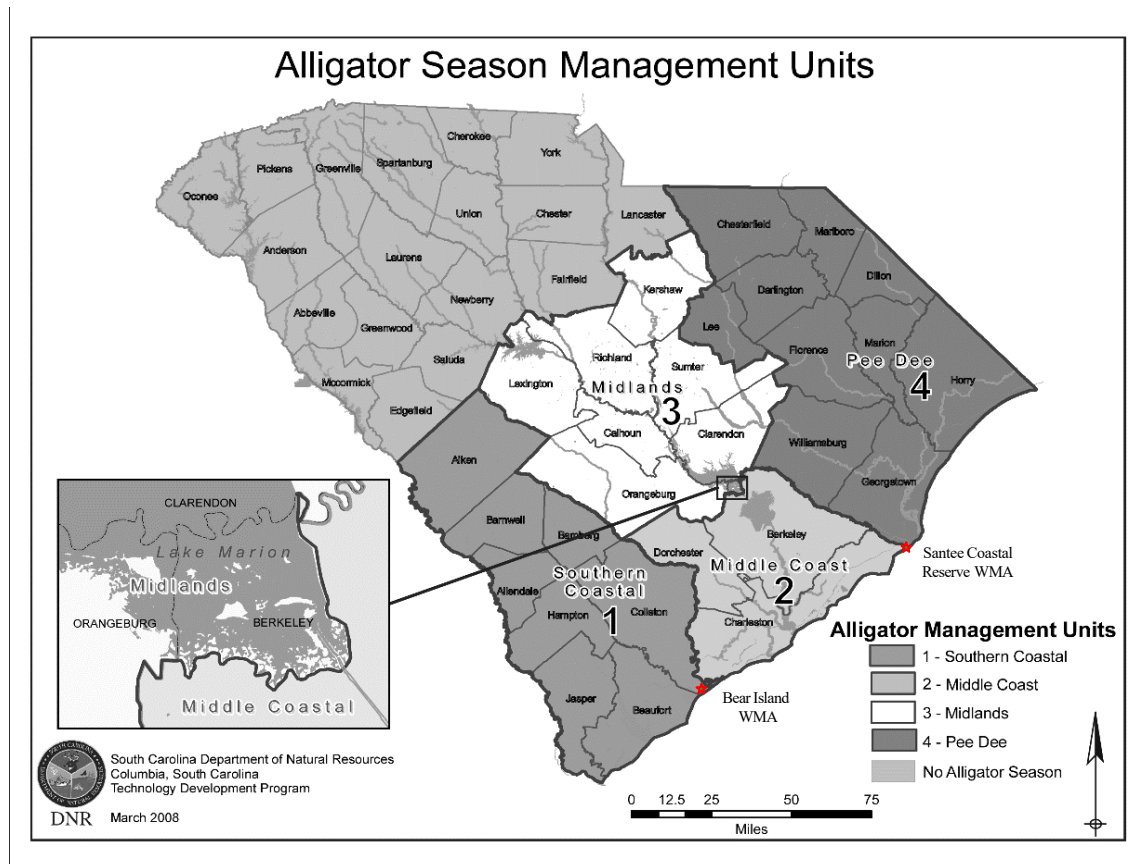 Alligator Season Management Units
Cherokee
York
Pickens
Greenville
Spartanburg
Oconee
Union
Chester
Lancaster
Chesterfield
Marlboro
Anderson
Laurens
Fairfield
Kershaw
Darlington
Dillon
Abbeville
Greenwood
Newberry
Lee
Saluda
Richland
Sumter
Florence
Marion
Pee Dee
4
Horry
Mccormick
Edgefield
Lexington
Midlands
3
Calhoun
Clarendon
Williamsburg
Aiken
Orangeburg
Georgetown
Barnwell
Bamberg
Berkeley
Dorchester
Middle Coast
2
Charleston
Southern
Coastal
1
Allendale
Hampton
Colleton
Jasper
Beaufort
Santee Coastal
Reserve WMA
Bear Island
WMA
CLARENDON
Lake Marion
Midlands
ORANGEBURG
BERKELEY
Middle Coastal
Alligator Management Units
1 - Southern Coastal
2 - Middle Coast
3 - Midlands
4 - Pee Dee
No Alligator Season
South Carolina Department of Natural Resources
Columbia, South Carolina
Technology Development Program
DNR
March 2008
0 12.5 25 50 75
Miles